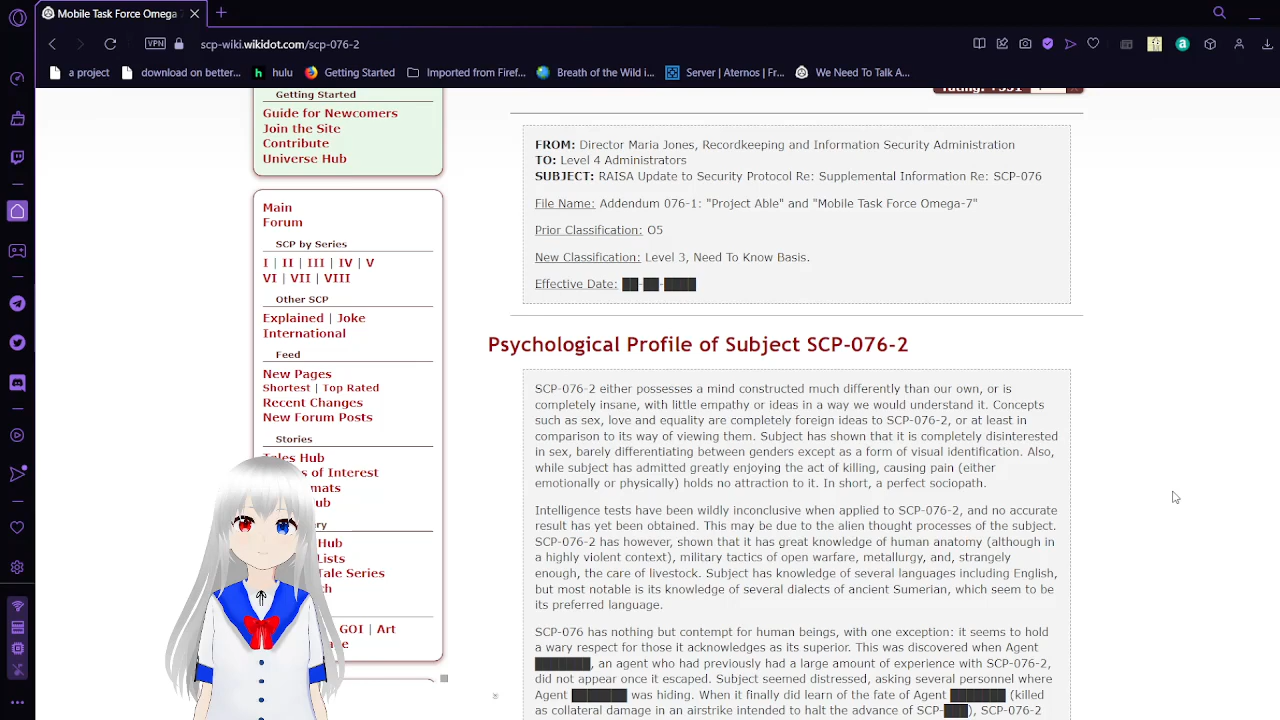 Mobile Task Force Omega
VPN
scp-wiki.wikidot.com/scp-076-2
a project
download on better...
hulu
Getting Started
Imported from Firef...
Breath of the Wild i...
Server | Aternos | Fr...
We Need To Talk A...
Getting Started
Guide for Newcomers
Join the Site
Contribute
Universe Hub
Main
Forum
SCP by Series
I | II | III | IV | V
VI | VII | VIII
Other SCP
Explained | Joke
International
Feed
New Pages
Shortest | Top Rated
Recent Changes
New Forum Posts
Stories
Tales Hub
s of Interest
mats
ub
ry
Hub
Lists
Tale Series
GOI | Art
FROM: Director Maria Jones, Recordkeeping and Information Security Administration
TO: Level 4 Administrators
SUBJECT: RAISA Update to Security Protocol Re: Supplemental Information Re: SCP-076
File Name: Addendum 076-1: "Project Able" and "Mobile Task Force Omega-7"
Prior Classification: O5
New Classification: Level 3, Need To Know Basis.
Effective Date: ██-██-████
Psychological Profile of Subject SCP-076-2
SCP-076-2 either possesses a mind constructed much differently than our own, or is
completely insane, with little empathy or ideas in a way we would understand it. Concepts
such as sex, love and equality are completely foreign ideas to SCP-076-2, or at least in
comparison to its way of viewing them. Subject has shown that it is completely disinterested
in sex, barely differentiating between genders except as a form of visual identification. Also,
while subject has admitted greatly enjoying the act of killing, causing pain (either
emotionally or physically) holds no attraction to it. In short, a perfect sociopath.
Intelligence tests have been wildly inconclusive when applied to SCP-076-2, and no accurate
result has yet been obtained. This may be due to the alien thought processes of the subject.
SCP-076-2 has however, shown that it has great knowledge of human anatomy (although in
a highly violent context), military tactics of open warfare, metallurgy, and, strangely
enough, the care of livestock. Subject has knowledge of several languages including English,
but most notable is its knowledge of several dialects of ancient Sumerian, which seem to be
its preferred language.
SCP-076 has nothing but contempt for human beings, with one exception: it seems to hold
a wary respect for those it acknowledges as its superior. This was discovered when Agent
███████, an agent who had previously had a large amount of experience with SCP-076-2,
did not appear once it escaped. Subject seemed distressed, asking several personnel where
Agent ███████ was hiding. When it finally did learn of the fate of Agent ███████ (killed
as collateral damage in an airstrike intended to halt the advance of SCP-███), SCP-076-2